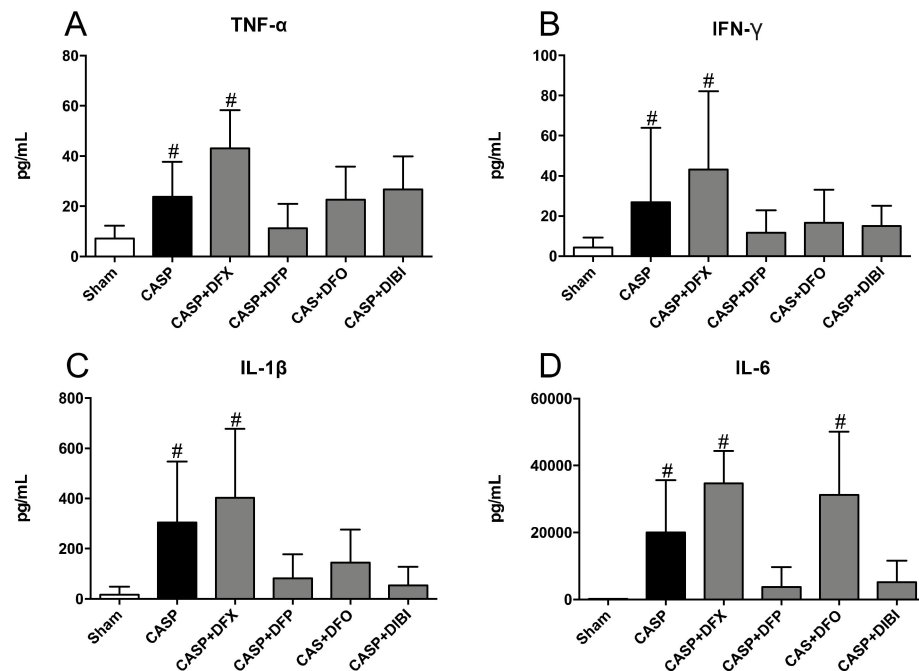 A
TNF-α
80
60
40
20
0
pg/mL
#
#
Sham
CASP
CASP+DFX
CASP+DFP
CAS+DFO
CASP+DIBI
B
IFN-γ
100
80
60
40
20
0
pg/mL
#
#
Sham
CASP
CASP+DFX
CASP+DFP
CAS+DFO
CASP+DIBI
C
IL-1β
800
600
400
200
0
pg/mL
#
#
Sham
CASP
CASP+DFX
CASP+DFP
CAS+DFO
CASP+DIBI
D
IL-6
60000
40000
20000
0
pg/mL
#
#
#
Sham
CASP
CASP+DFX
CASP+DFP
CAS+DFO
CASP+DIBI